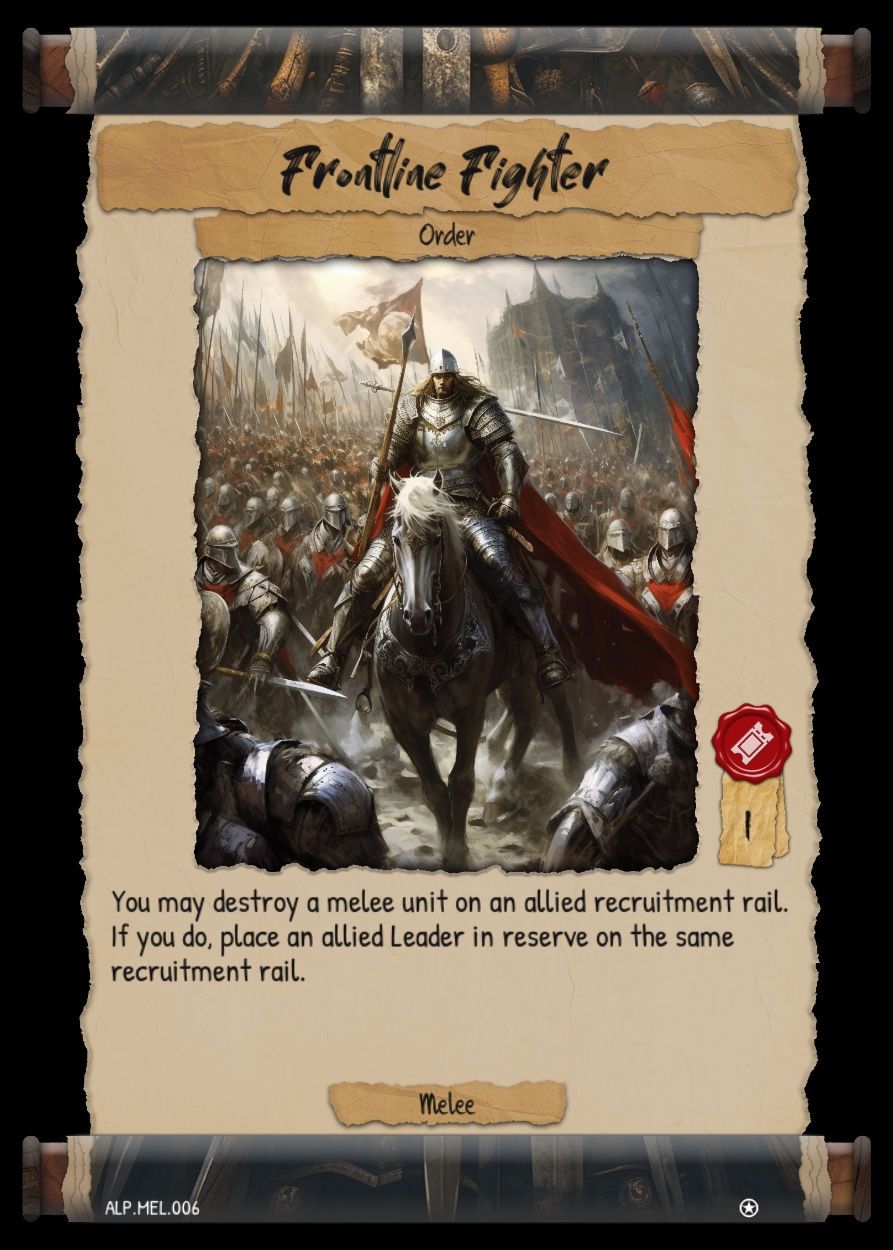 Frontline Fighter
Order
1
You may destroy a melee unit on an allied recruitment rail.
If you do, place an allied Leader in reserve on the same
recruitment rail.
Melee
ALP.MEL.006